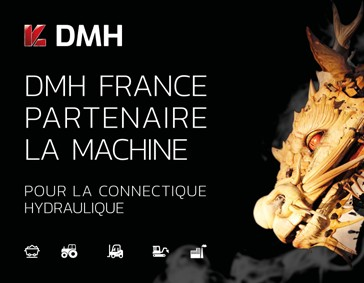 DMH
DMH FRANCE
PARTENAIRE
LA MACHINE
POUR LA CONNECTIQUE
HYDRAULIQUE